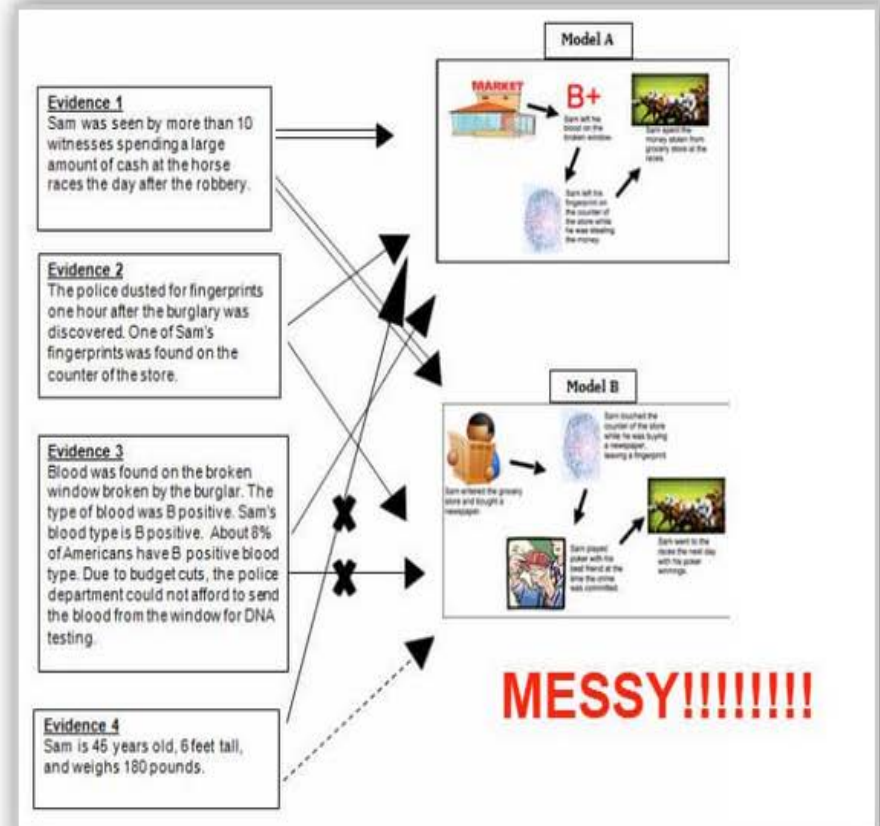 Model A
MARKET
B+
Sam left his
blood on the
broken window.
Sam spent the
money stolen from
grocery store at the
races.
Sam left his
fingerprint on
the counter of
the store while
he was stealing
the money.
Evidence 1
Sam was seen by more than 10
witnesses spending a large
amount of cash at the horse
races the day after the robbery.
Evidence 2
The police dusted for fingerprints
one hour after the burglary was
discovered. One of Sam's
fingerprints was found on the
counter of the store.
Evidence 3
Blood was found on the broken
window broken by the burglar. The
type of blood was B positive. Sam's
blood type is B positive. About 8%
of Americans have B positive blood
type. Due to budget cuts, the police
department could not afford to send
the blood from the window for DNA
testing.
Evidence 4
Sam is 45 years old, 6 feet tall,
and weighs 180 pounds.
Model B
Sam touched the
counter of the store
while he was buying
a newspaper,
leaving a fingerprint
Sam entered the grocery
store and bought a
newspaper.
Sam played
poker with his
best friend at the
time the crime
was committed.
Sam went to the
races the next day
with his poker
winnings.
MESSY!!!!!!!!